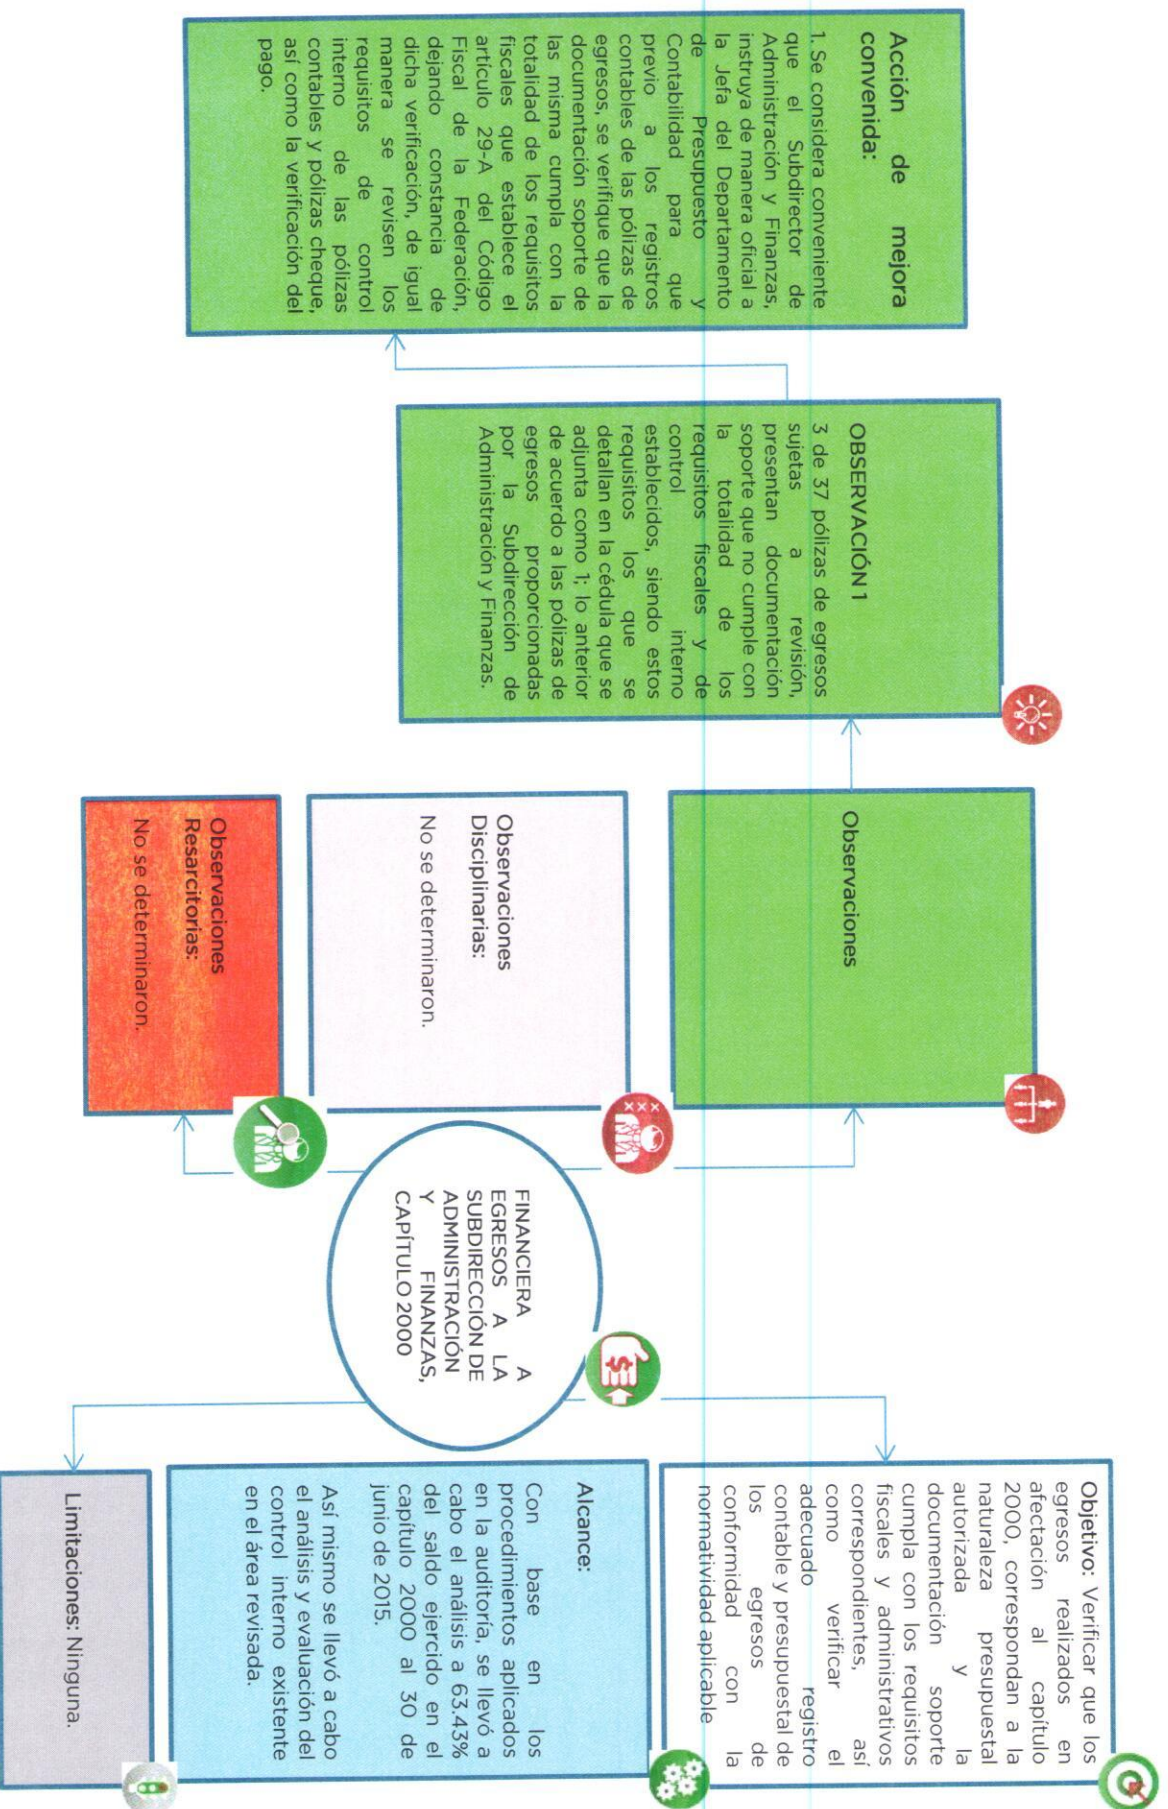 Acción de mejora
convenida:
1. Se considera conveniente
que el Subdirector de
Administración y Finanzas,
instruya de manera oficial a
la Jefa del Departamento
de Presupuesto y
Contabilidad para que
previo a los registros
contables de las pólizas de
egresos, se verifique que la
documentación soporte de
las misma cumpla con la
totalidad de los requisitos
fiscales que establece el
artículo 29-A del Código
Fiscal de la Federación,
dejando constancia de
dicha verificación, de igual
manera se revisen los
requisitos de control
interno de las pólizas
contables y pólizas cheque,
así como la verificación del
pago.
OBSERVACIÓN 1
3 de 37 pólizas de egresos
sujetas a revisión,
presentan documentación
soporte que no cumple con
la totalidad de los
requisitos fiscales y de
control interno
establecidos, siendo estos
requisitos los que se
detallan en la cédula que se
adjunta como 1; lo anterior
de acuerdo a las pólizas de
egresos proporcionadas
por la Subdirección de
Administración y Finanzas.
Observaciones
Observaciones
Disciplinarias:
No se determinaron.
Observaciones
Resarcitorias:
No se determinaron.
FINANCIERA A
EGRESOS A LA
SUBDIRECCIÓN DE
ADMINISTRACIÓN
Y FINANZAS,
CAPÍTULO 2000
Objetivo: Verificar que los
egresos realizados en
afectación al capítulo
2000, correspondan a la
naturaleza presupuestal
autorizada y la
documentación soporte
cumpla con los requisitos
fiscales y administrativos
correspondientes, así
como verificar el
adecuado registro
contable y presupuestal de
los egresos de
conformidad con la
normatividad aplicable
Alcance:
Con base en los
procedimientos aplicados
en la auditoría, se llevó a
cabo el análisis a 63.43%
del saldo ejercido en el
capítulo 2000 al 30 de
junio de 2015.
Así mismo se llevó a cabo
el análisis y evaluación del
control interno existente
en el área revisada.
Limitaciones: Ninguna.